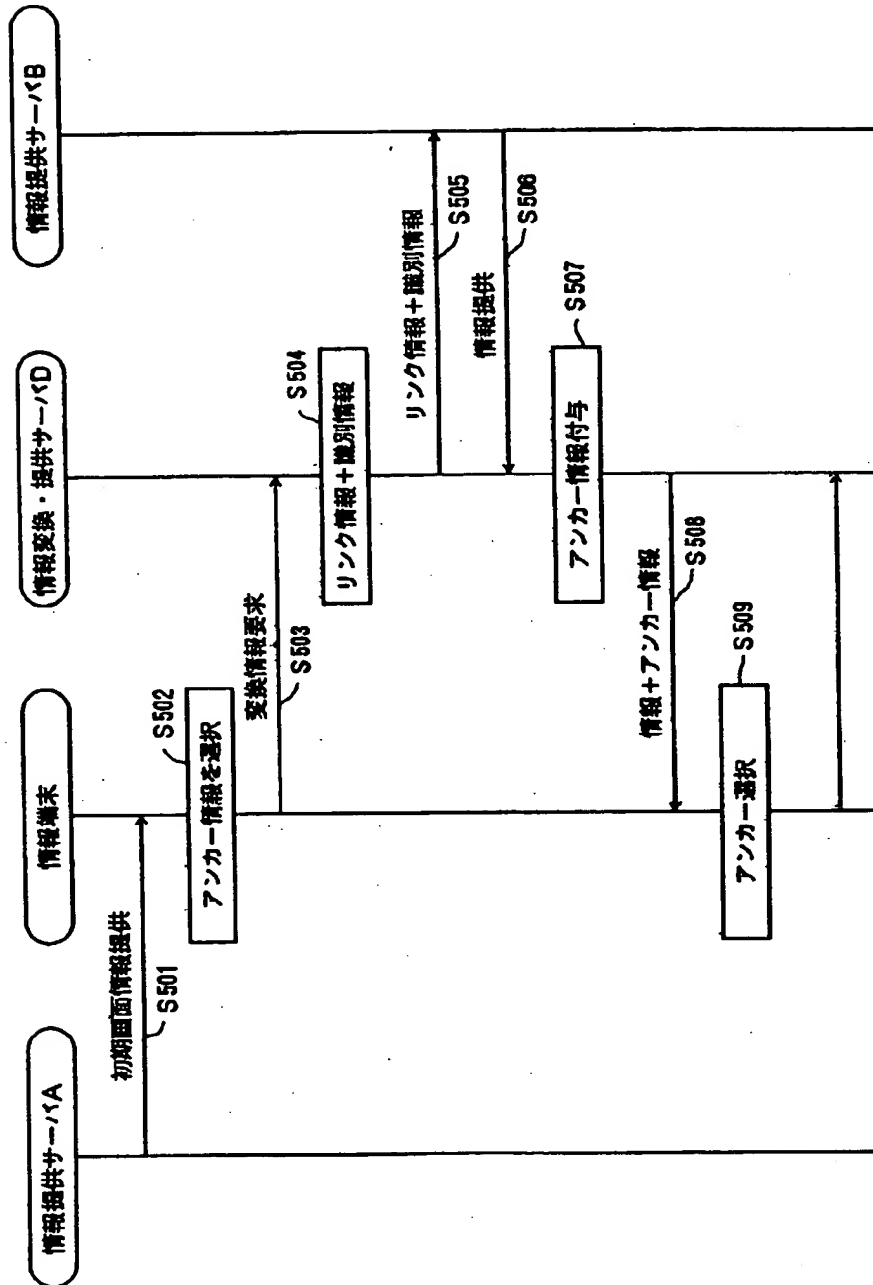 情報提供サーバA
情報端末
情報変換・提供サーバD
情報提供サーバB
初期画面情報提供
S501
アンカー情報を選択
S502
変換情報要求
S503
リンク情報+識別情報
S504
リンク情報+識別情報
S505
情報提供
S506
アンカー情報付与
S507
情報+アンカー情報
S508
アンカー選択
S509